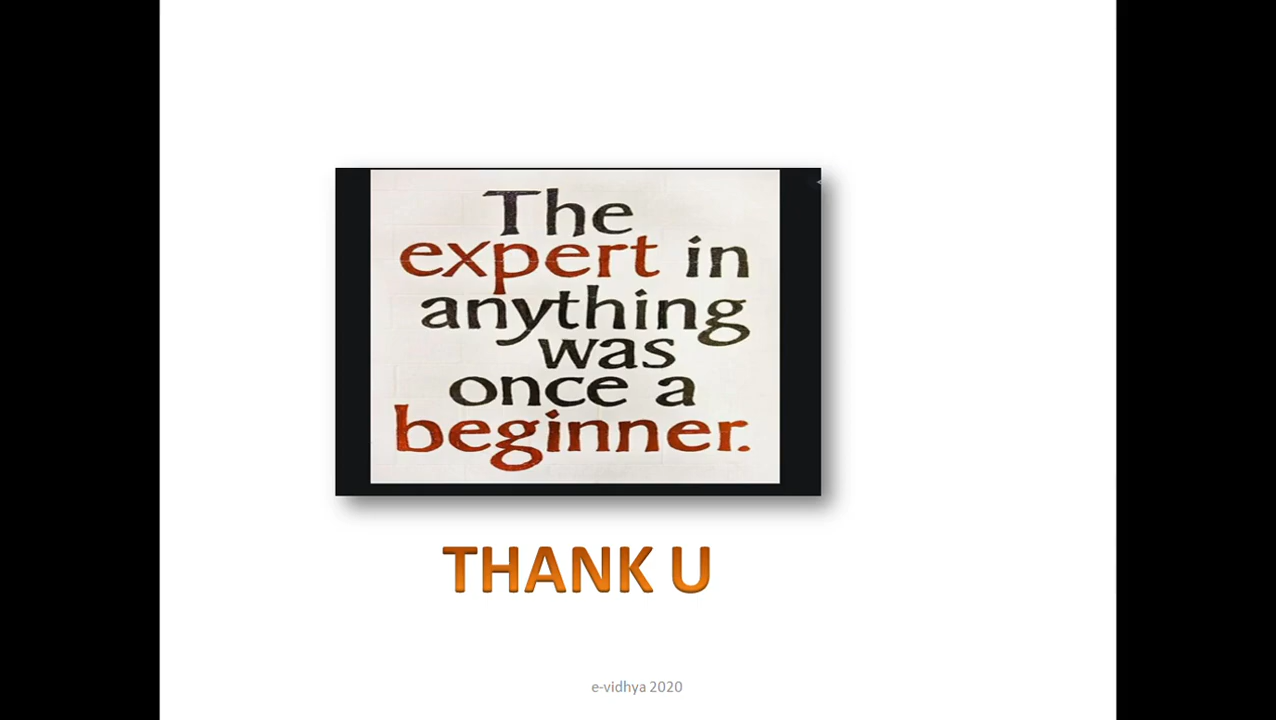 The
expert in
anything
was
once a
beginner.
THANK U
e-vidhya 2020